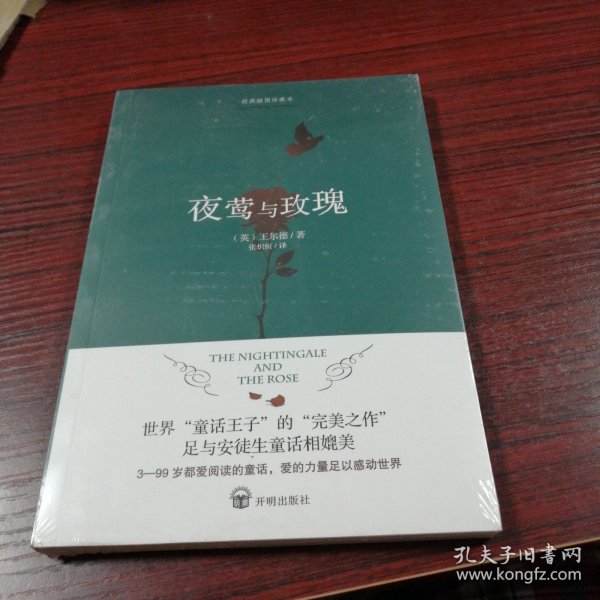 经典插图珍藏本
夜莺与玫瑰
（英）王尔德/著
张炽恒/译
THE NIGHTINGALE
AND
THE ROSE
世界“童话王子”的“完美之作”
足与安徒生童话相媲美
3—99岁都爱阅读的童话，爱的力量足以感动世界
开明出版社
孔夫子旧书网
www.kongfz.com